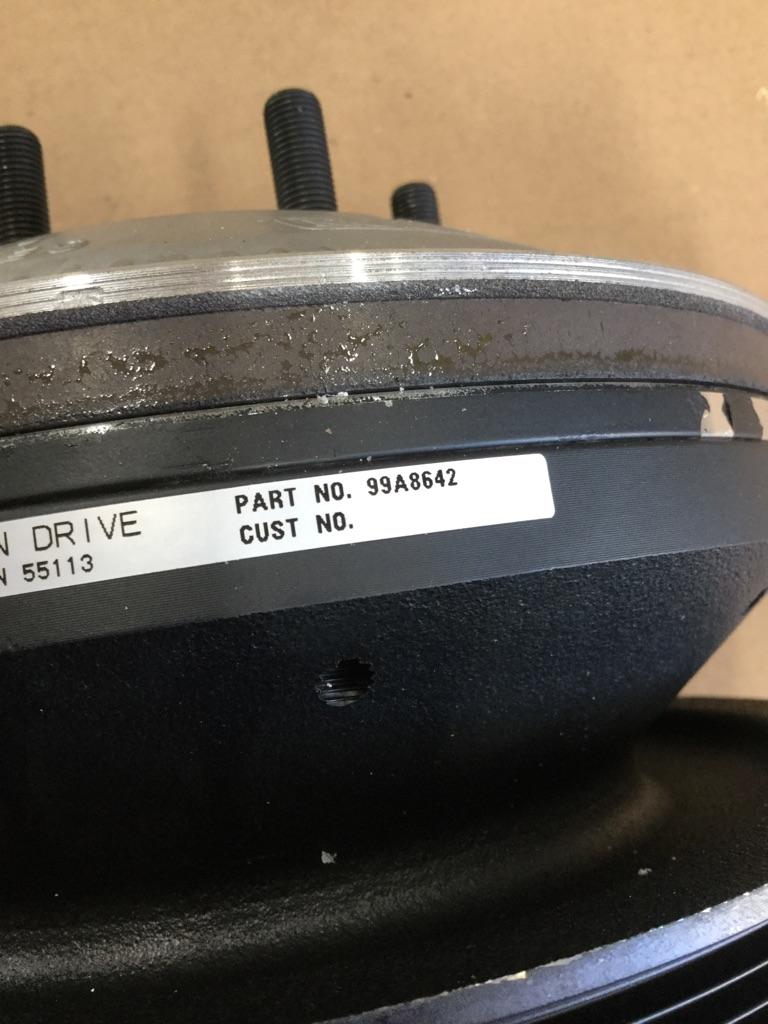 N DRIVE
N 55113
PART NO. 99A8642
CUST NO.